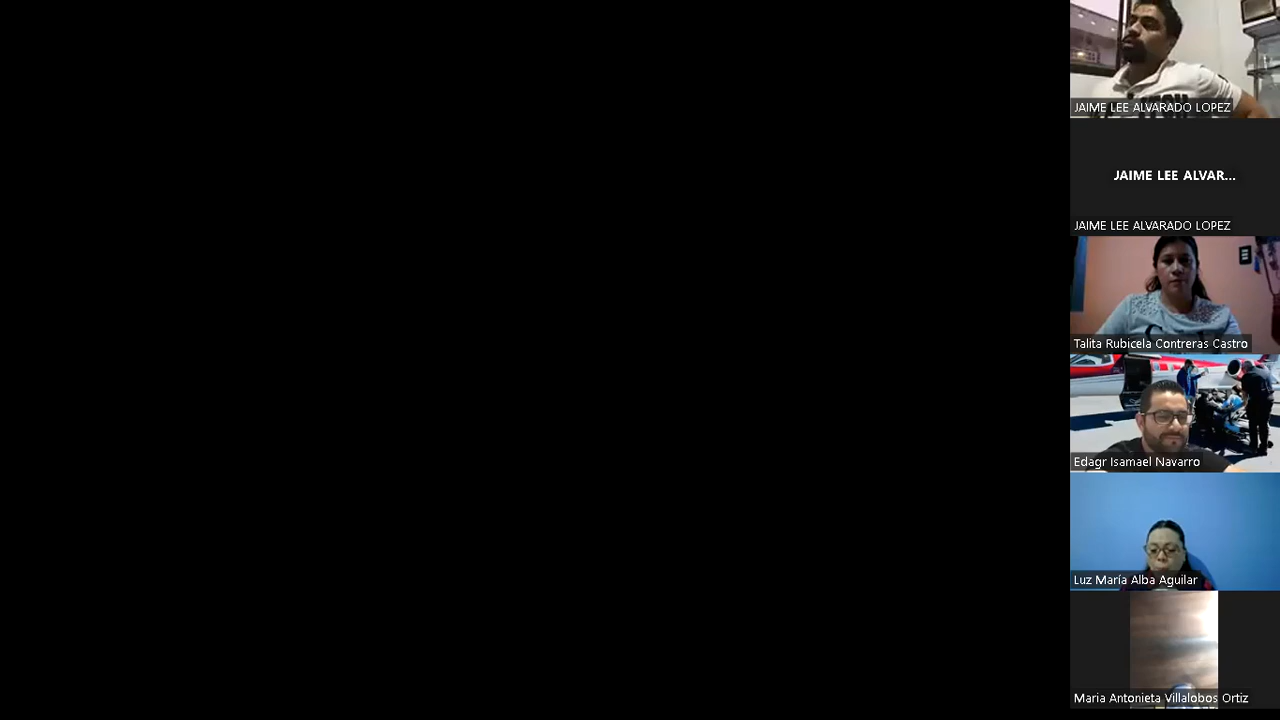 JAIME LEE ALVARADO LOPEZ
JAIME LEE ALVAR...
JAIME LEE ALVARADO LOPEZ
Talita Rubicela Contreras Castro
Edagr Isamael Navarro
Luz María Alba Aguilar
Maria Antonieta Villalobos Ortiz